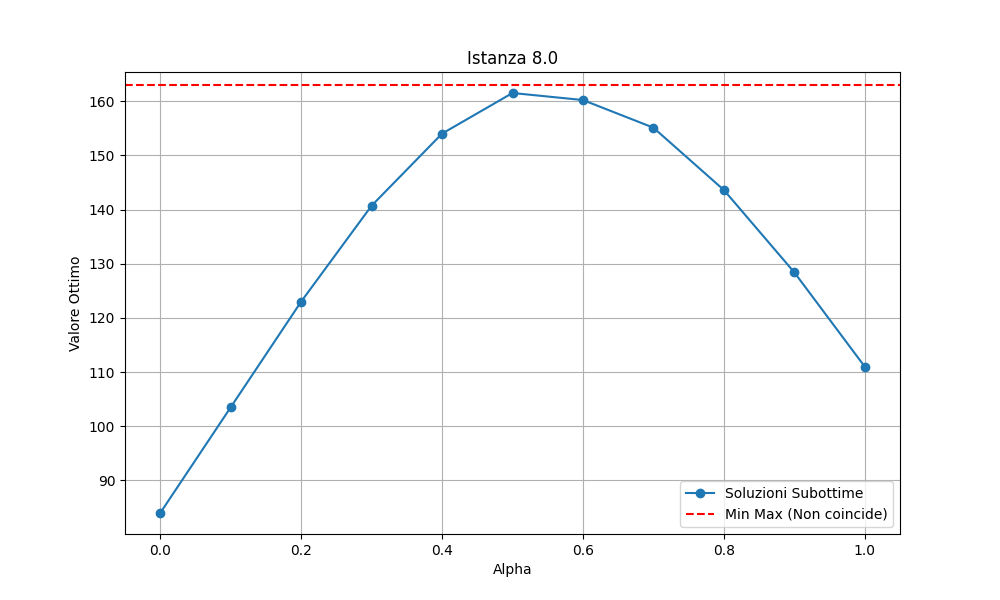 Istanza 8.0
Valore Ottimo
160
150
140
130
120
110
100
90
0.0 0.2 0.4 0.6 0.8 1.0
Alpha
Soluzioni Subottime
Min Max (Non coincide)